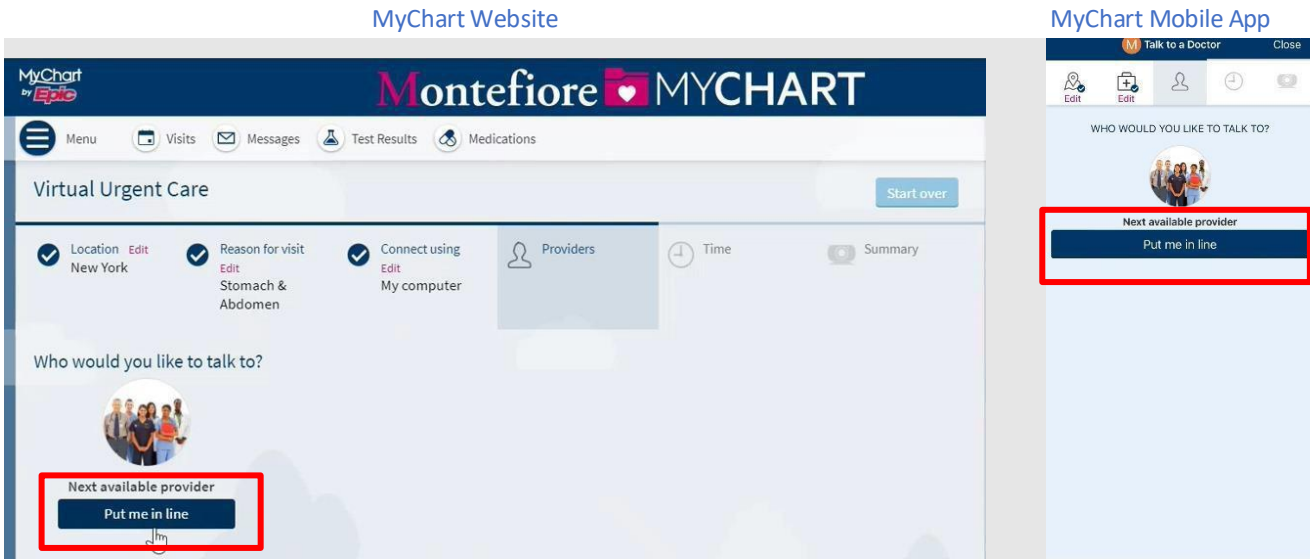 MyChart Website
MyChart
by Epic
Montefiore MYCHART
Menu Visits Messages Test Results Medications
Virtual Urgent Care
Start over
Location Edit
New York
Reason for visit
Edit
Stomach &
Abdomen
Connect using
Edit
My computer
Providers
Time
Summary
Who would you like to talk to?
Next available provider
Put me in line
MyChart Mobile App
M Talk to a Doctor Close
Edit Edit
WHO WOULD YOU LIKE TO TALK TO?
Next available provider
Put me in line